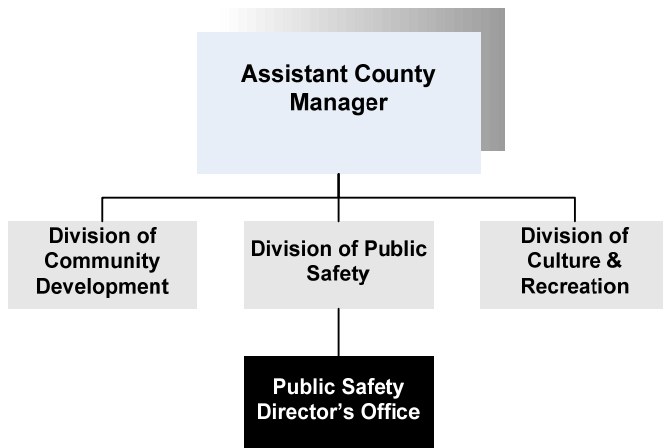 Assistant County
Manager
Division of
Community
Development
Division of Public
Safety
Division of
Culture &
Recreation
Public Safety
Director’s Office